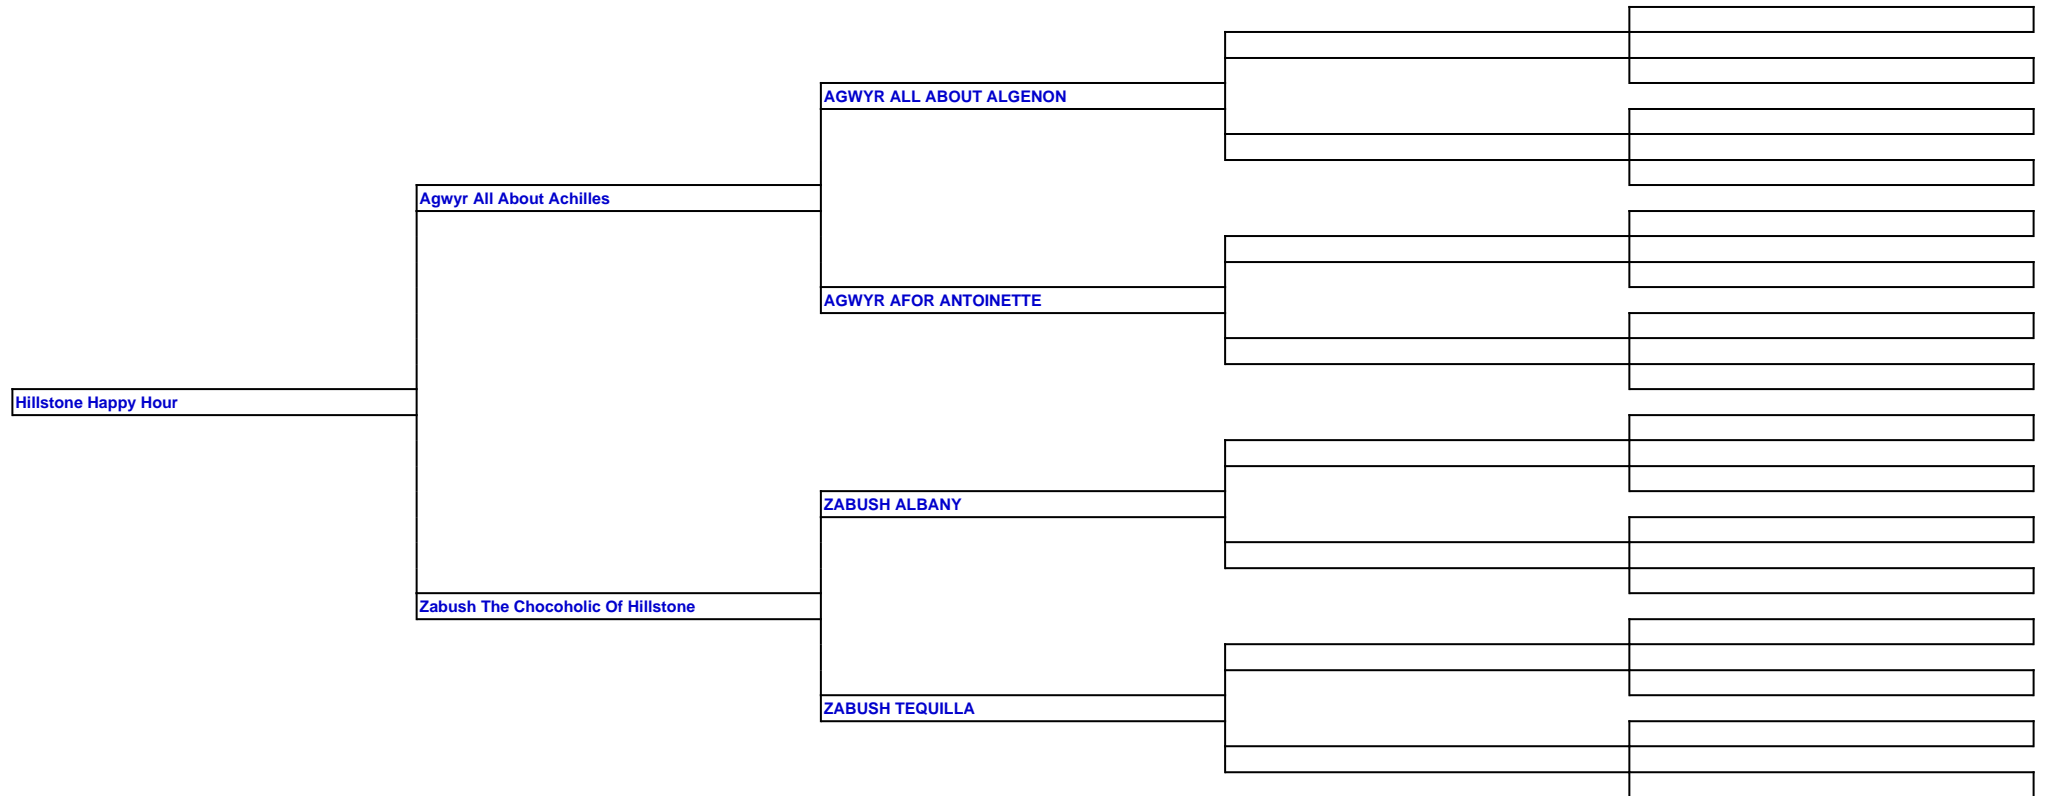 AGWYR ALL ABOUT ALGENON
Agwyr All About Achilles
AGWYR AFOR ANTOINETTE
Hillstone Happy Hour
ZABUSH ALBANY
Zabush The Chocoholic Of Hillstone
ZABUSH TEQUILLA